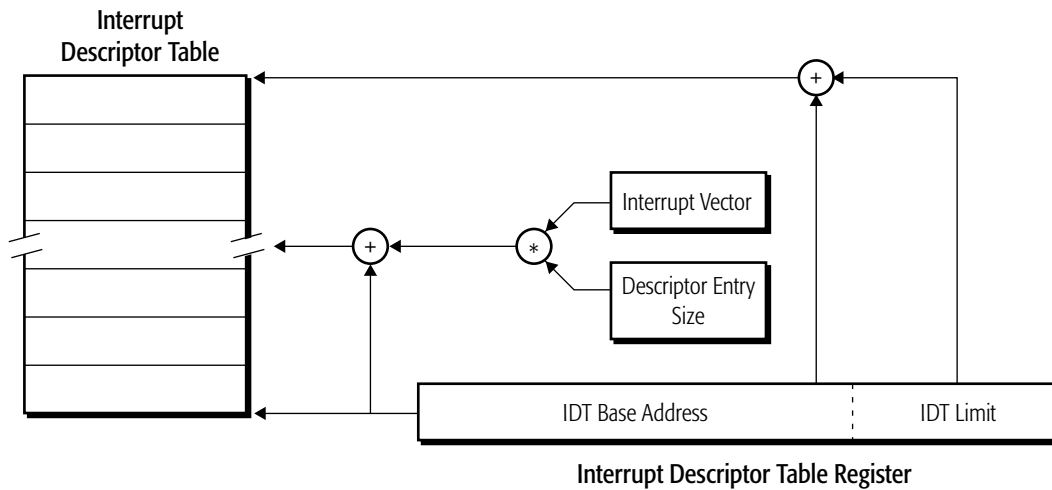 Interrupt
Descriptor Table
+
Interrupt Vector
+
*
Descriptor Entry
Size
IDT Base Address
IDT Limit
Interrupt Descriptor Table Register